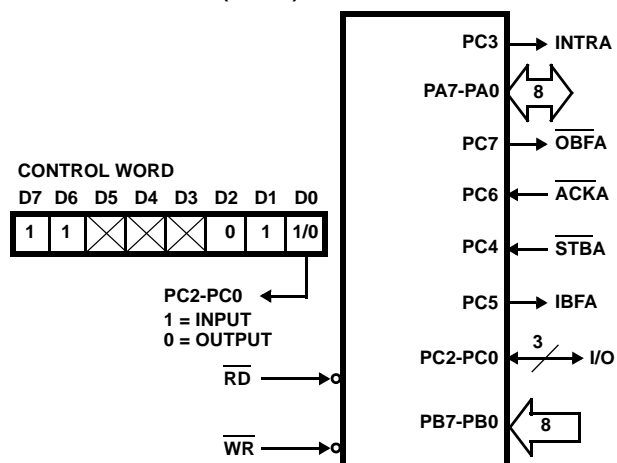 CONTROL WORD
D7 D6 D5 D4 D3 D2 D1 D0
1 1 0 1 1/0
PC2-PC0
1 = INPUT
0 = OUTPUT
RD
WR
PC3 INTRA
PA7-PA0 8
PC7 OBFA
PC6 ACKA
PC4 STBA
PC5 IBFA
PC2-PC0 3 I/O
PB7-PB0 8